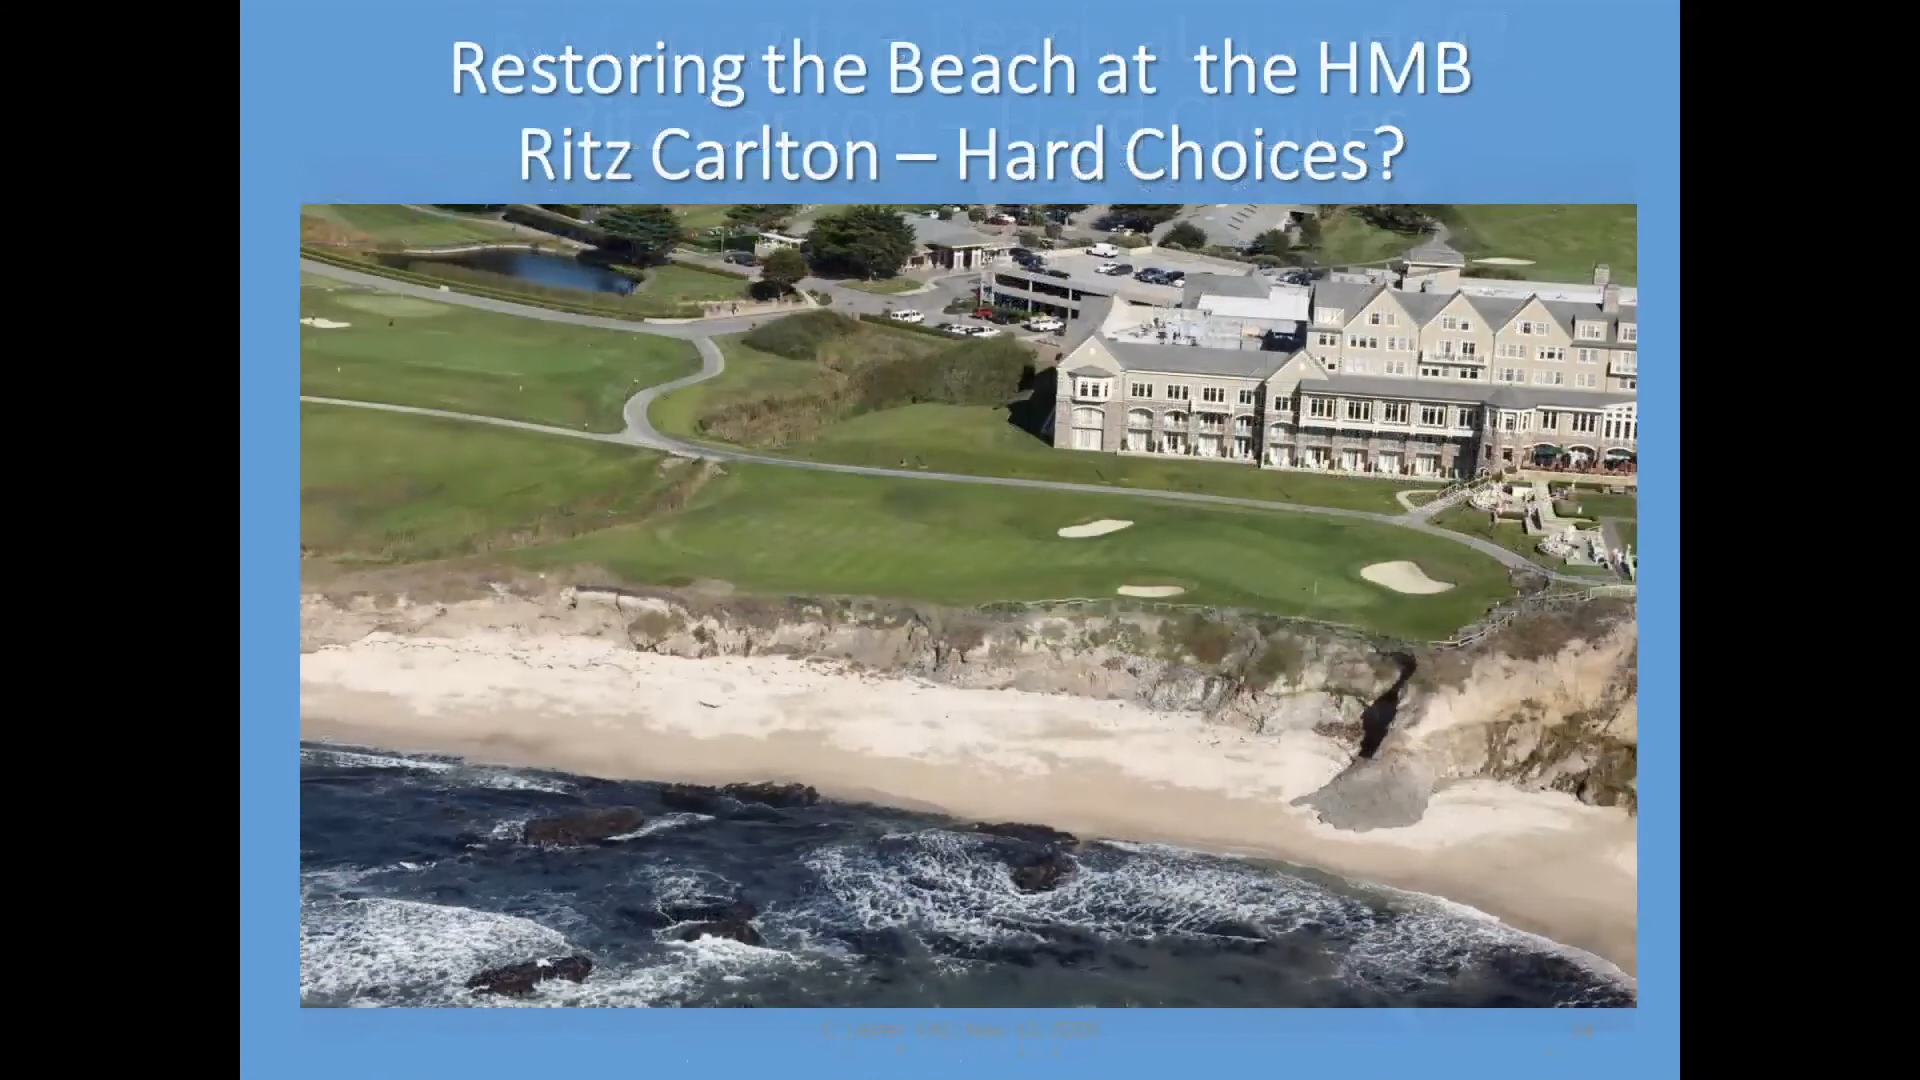 Restoring the Beach at the HMB
Ritz Carlton – Hard Choices?